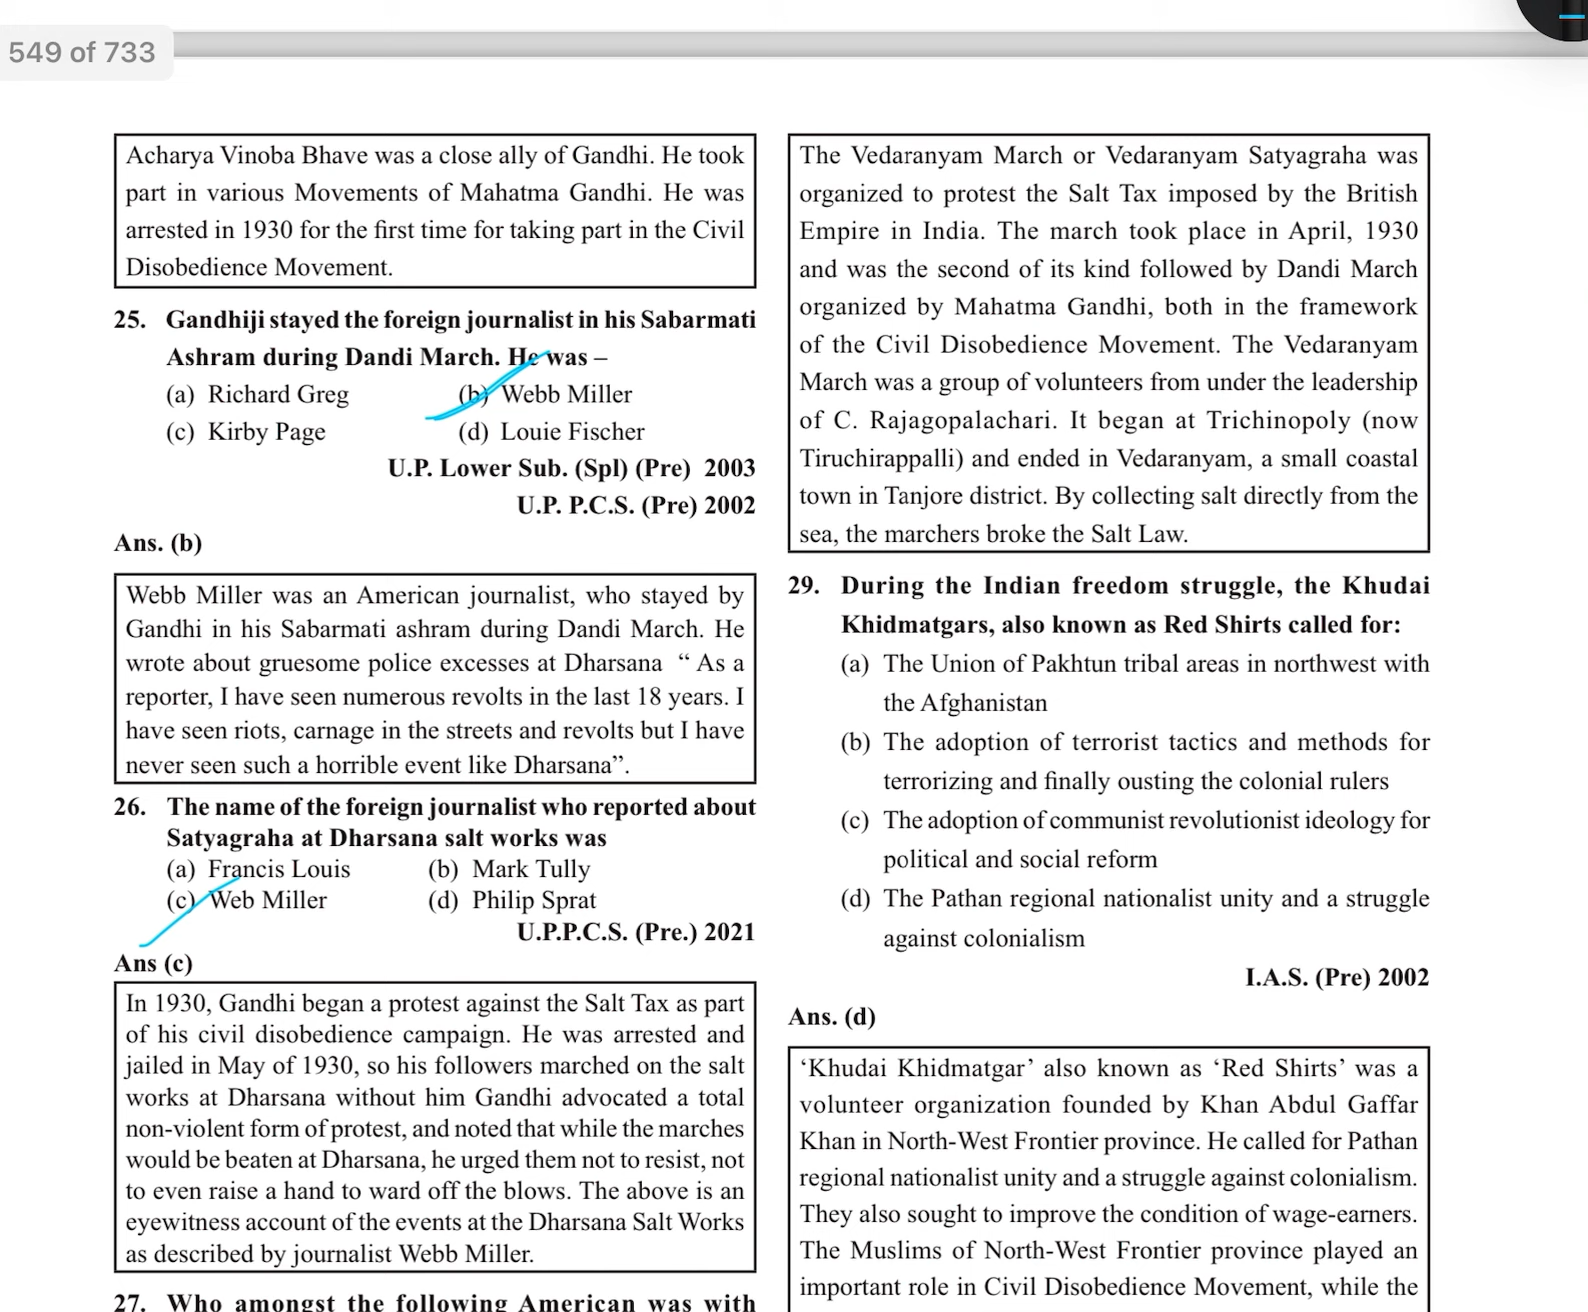 549 of 733
Acharya Vinoba Bhave was a close ally of Gandhi. He took
part in various Movements of Mahatma Gandhi. He was
arrested in 1930 for the first time for taking part in the Civil
Disobedience Movement.
25. Gandhiji stayed the foreign journalist in his Sabarmati
Ashram during Dandi March. He was –
(a) Richard Greg (b) Webb Miller
(c) Kirby Page (d) Louie Fischer
U.P. Lower Sub. (Spl) (Pre) 2003
U.P. P.C.S. (Pre) 2002
Ans. (b)
Webb Miller was an American journalist, who stayed by
Gandhi in his Sabarmati ashram during Dandi March. He
wrote about gruesome police excesses at Dharsana “ As a
reporter, I have seen numerous revolts in the last 18 years. I
have seen riots, carnage in the streets and revolts but I have
never seen such a horrible event like Dharsana”.
26. The name of the foreign journalist who reported about
Satyagraha at Dharsana salt works was
(a) Francis Louis (b) Mark Tully
(c) Web Miller (d) Philip Sprat
U.P.P.C.S. (Pre.) 2021
Ans (c)
In 1930, Gandhi began a protest against the Salt Tax as part
of his civil disobedience campaign. He was arrested and
jailed in May of 1930, so his followers marched on the salt
works at Dharsana without him Gandhi advocated a total
non-violent form of protest, and noted that while the marches
would be beaten at Dharsana, he urged them not to resist, not
to even raise a hand to ward off the blows. The above is an
eyewitness account of the events at the Dharsana Salt Works
as described by journalist Webb Miller.
27. Who amongst the following American was with
The Vedaranyam March or Vedaranyam Satyagraha was
organized to protest the Salt Tax imposed by the British
Empire in India. The march took place in April, 1930
and was the second of its kind followed by Dandi March
organized by Mahatma Gandhi, both in the framework
of the Civil Disobedience Movement. The Vedaranyam
March was a group of volunteers from under the leadership
of C. Rajagopalachari. It began at Trichinopoly (now
Tiruchirappalli) and ended in Vedaranyam, a small coastal
town in Tanjore district. By collecting salt directly from the
sea, the marchers broke the Salt Law.
29. During the Indian freedom struggle, the Khudai
Khidmatgars, also known as Red Shirts called for:
(a) The Union of Pakhtun tribal areas in northwest with
the Afghanistan
(b) The adoption of terrorist tactics and methods for
terrorizing and finally ousting the colonial rulers
(c) The adoption of communist revolutionist ideology for
political and social reform
(d) The Pathan regional nationalist unity and a struggle
against colonialism
I.A.S. (Pre) 2002
Ans. (d)
‘Khudai Khidmatgar’ also known as ‘Red Shirts’ was a
volunteer organization founded by Khan Abdul Gaffar
Khan in North-West Frontier province. He called for Pathan
regional nationalist unity and a struggle against colonialism.
They also sought to improve the condition of wage-earners.
The Muslims of North-West Frontier province played an
important role in Civil Disobedience Movement, while the